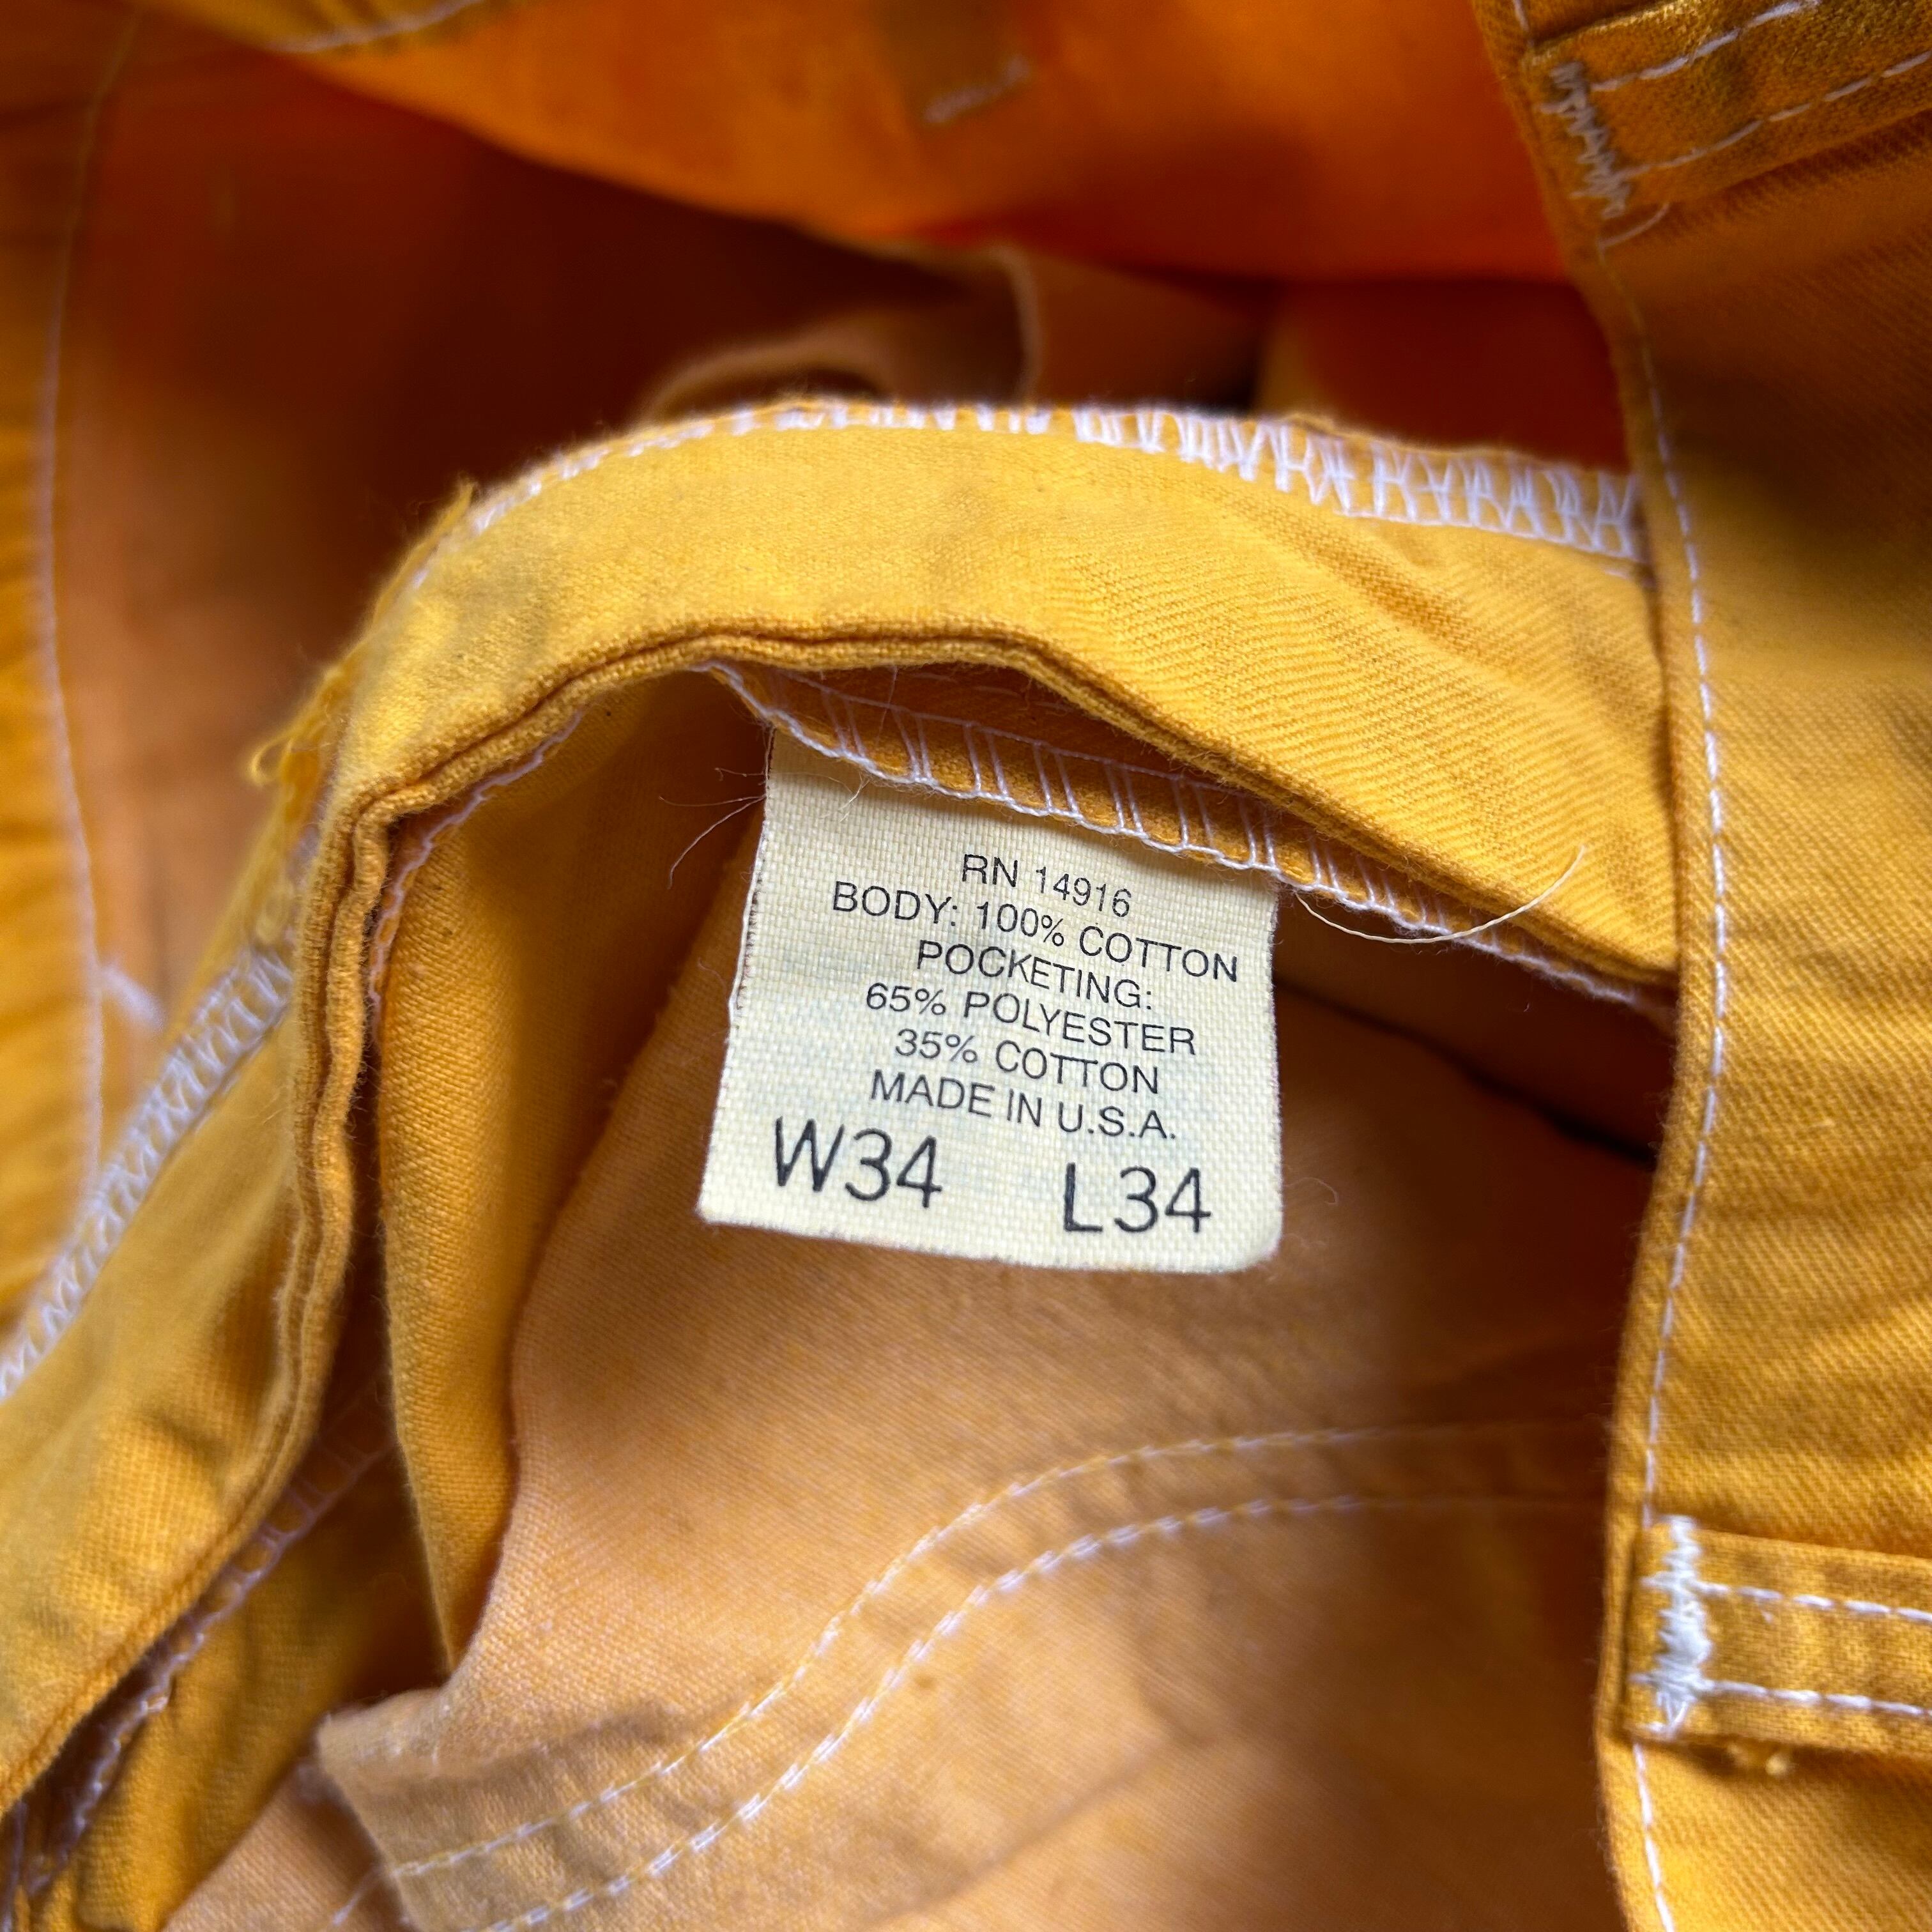 RN 14916
BODY: 100% COTTON
POCKETING:
65% POLYESTER
35% COTTON
MADE IN U.S.A.
W34 L34